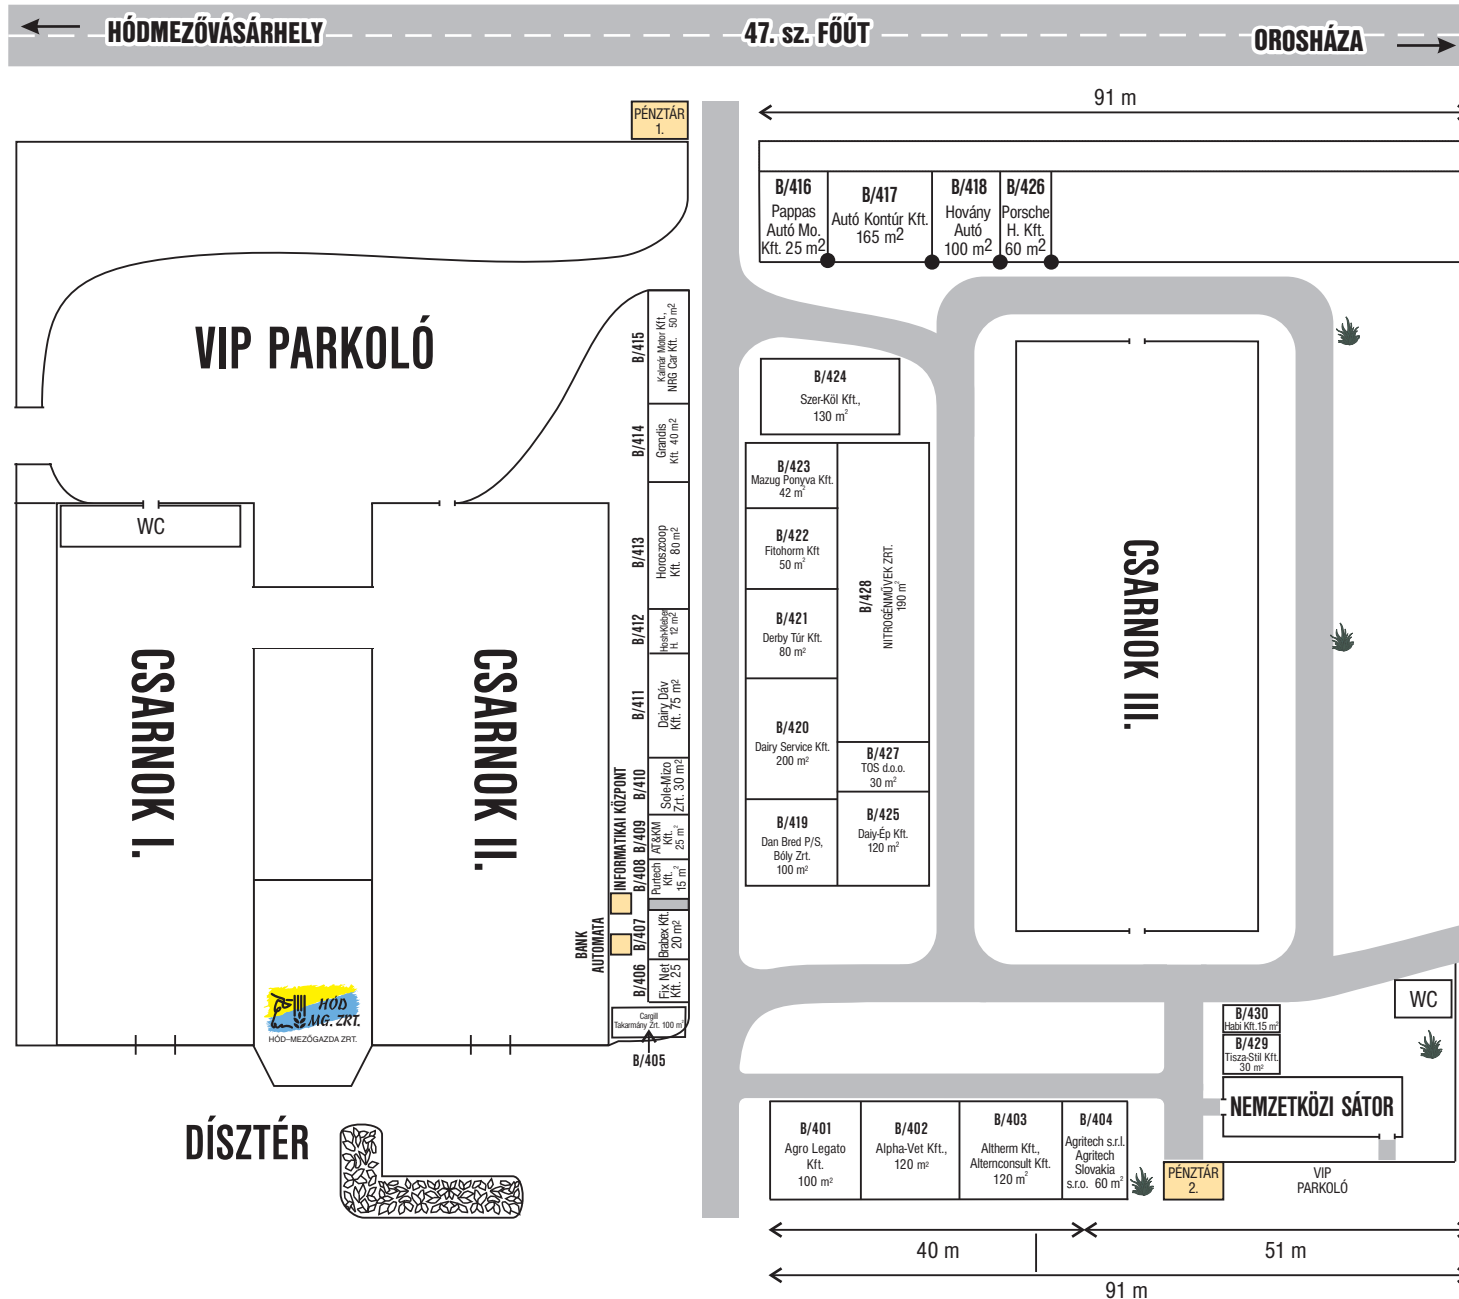 HÓDMEZŐVÁSÁRHELY
47. sz. FŐÚT
OROSHÁZA
91 m
PÉNZTÁR
1.
B/416
Pappas
Autó Mo.
Kft. 25 m²
B/417
Autó Kontúr Kft.
165 m²
B/418
Hovány
Autó
100 m²
B/426
Porsche
H. Kft.
60 m²
VIP PARKOLÓ
B/415
Kalmár Motor Kft.,
NRG Car Kft. 50 m²
B/414
Grandis
Kft. 40 m²
B/413
Horoszcoop
Kft. 80 m²
B/412
Hosh-Kleber
H. 12 m²
B/411
Dairy Dáv
Kft. 75 m²
B/410
Sole-Mizo
Zrt. 30 m²
B/409
AT&KM
Kft.
25 m²
B/408
Purtech
Kft.
15 m²
B/407
Brabex Kft.
20 m²
B/406
Fix Net
Kft. 25
Cargill
Takarmány Zrt. 100 m²
B/405
INFORMATIKAI KÖZPONT
BANK
AUTOMATA
WC
CSARNOK I.
CSARNOK II.
HÓD
MG. ZRT.
HÓD–MEZŐGAZDA ZRT.
DÍSZTÉR
B/424
Szer-Köl Kft.,
130 m²
B/423
Mazug Ponyva Kft.
42 m²
B/422
Fitohorm Kft
50 m²
B/421
Derby Túr Kft.
80 m²
B/420
Dairy Service Kft.
200 m²
B/419
Dan Bred P/S,
Bóly Zrt.
100 m²
B/428
NITROGÉNMŰVEK ZRT.
190 m²
B/427
TOS d.o.o.
30 m²
B/425
Daiy-Ép Kft.
120 m²
CSARNOK III.
WC
B/430
Habi Kft.15 m²
B/429
Tisza-Stil Kft.
30 m²
NEMZETKÖZI SÁTOR
B/401
Agro Legato
Kft.
100 m²
B/402
Alpha-Vet Kft.,
120 m²
B/403
Altherm Kft.,
Alternconsult Kft.
120 m²
B/404
Agritech s.r.l.
Agritech
Slovakia
s.r.o. 60 m²
PÉNZTÁR
2.
VIP
PARKOLÓ
40 m
51 m
91 m